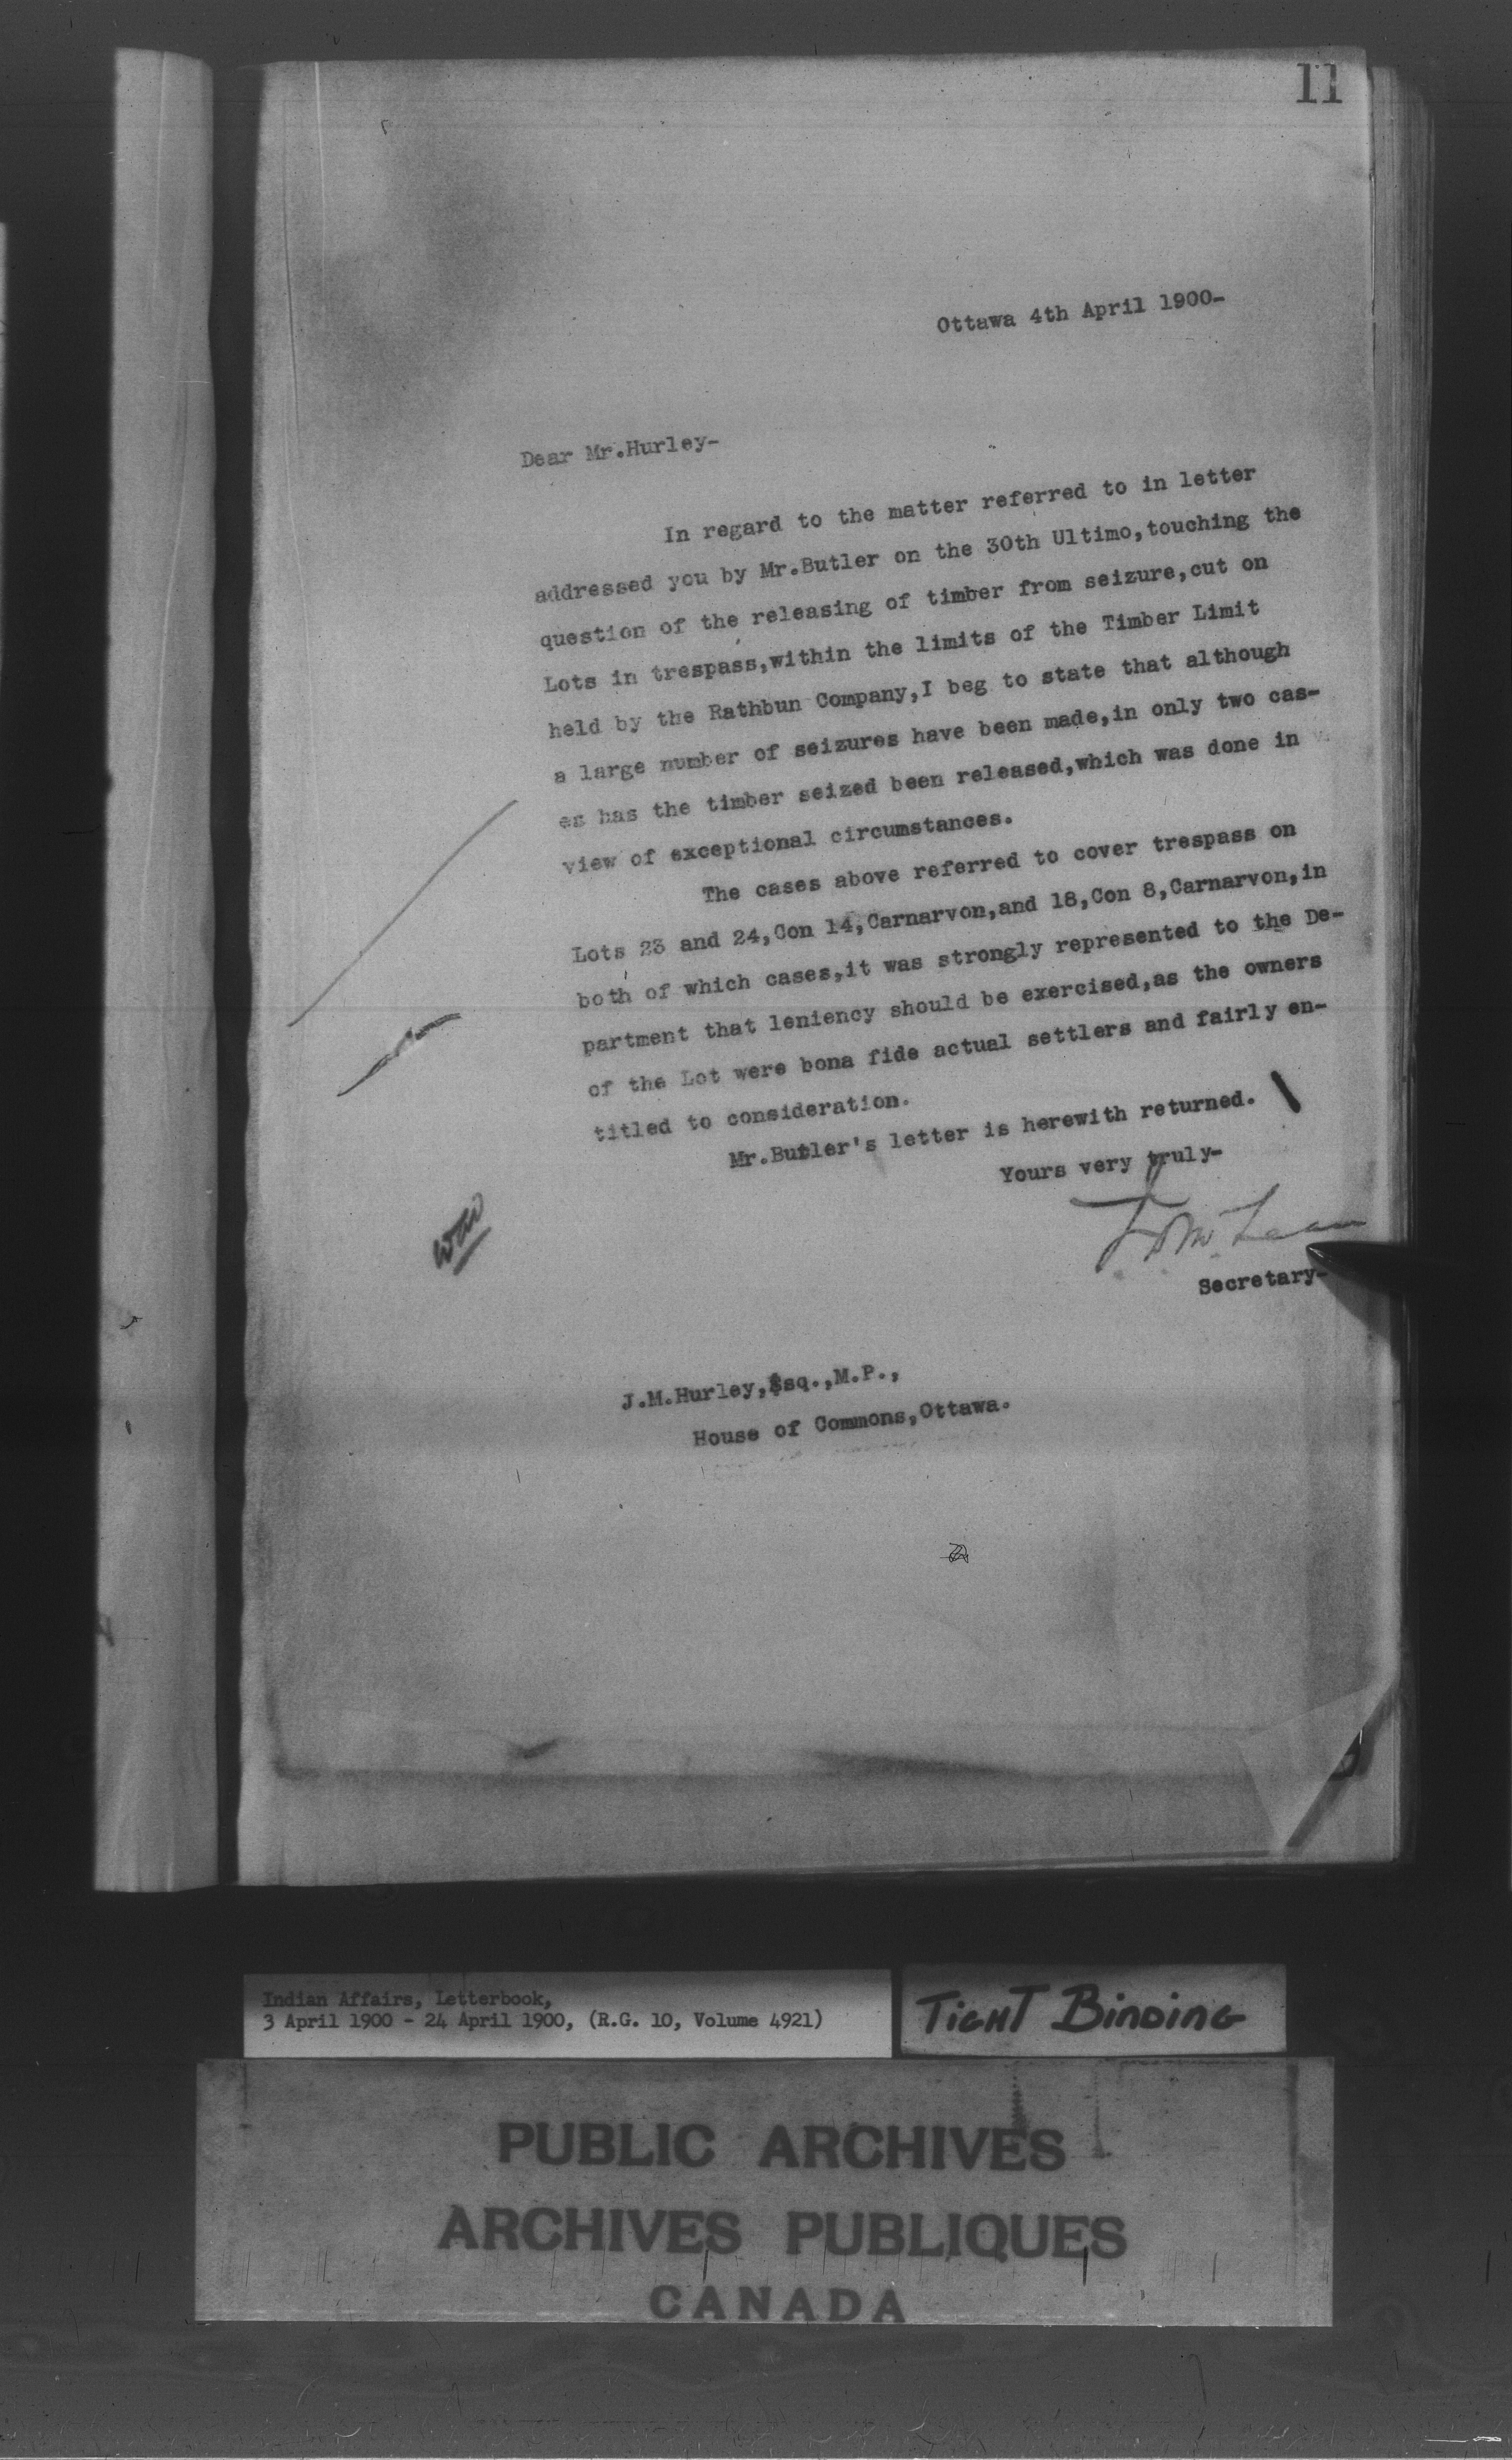 11
Ottawa 4th April 1900-
Dear Mr.Hurley-
In regard to the matter referred to in letter
addressed you by Mr.Butler on the 30th Ultimo,touching the
question of the releasing of timber from seizure,cut on
Lots in trespass,within the limits of the Timber Limit
held by the Rathbun Company,I beg to state that although
a large number of seizures have been made,in only two cas-
es has the timber seized been released,which was done in
view of exceptional circumstances.
The cases above referred to cover trespass on
Lots 23 and 24,Con 14,Carnarvon,and 18,Con 8,Carnarvon,in
both of which cases,it was strongly represented to the De-
partment that leniency should be exercised,as the owners
of the Lot were bona fide actual settlers and fairly en-
titled to consideration.
Mr.Butler's letter is herewith returned.
Yours very truly-
McLean
Secretary-
J.M.Hurley,Esq.,M.P.,
House of Commons,Ottawa.
Indian Affairs, Letterbook,
3 April 1900 - 24 April 1900, (R.G. 10, Volume 4921)
TIGHT BINDING
PUBLIC ARCHIVES
ARCHIVES PUBLIQUES
CANADA